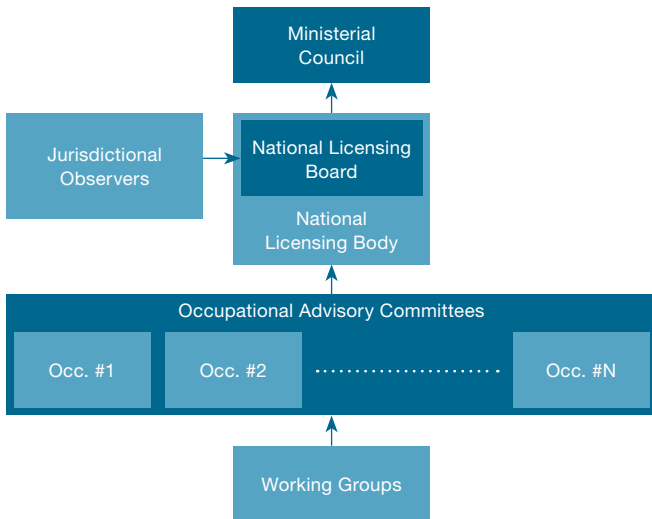 Ministerial
Council
Jurisdictional
Observers
National Licensing
Board
National
Licensing Body
Occupational Advisory Committees
Occ. #1
Occ. #2
Occ. #N
Working Groups